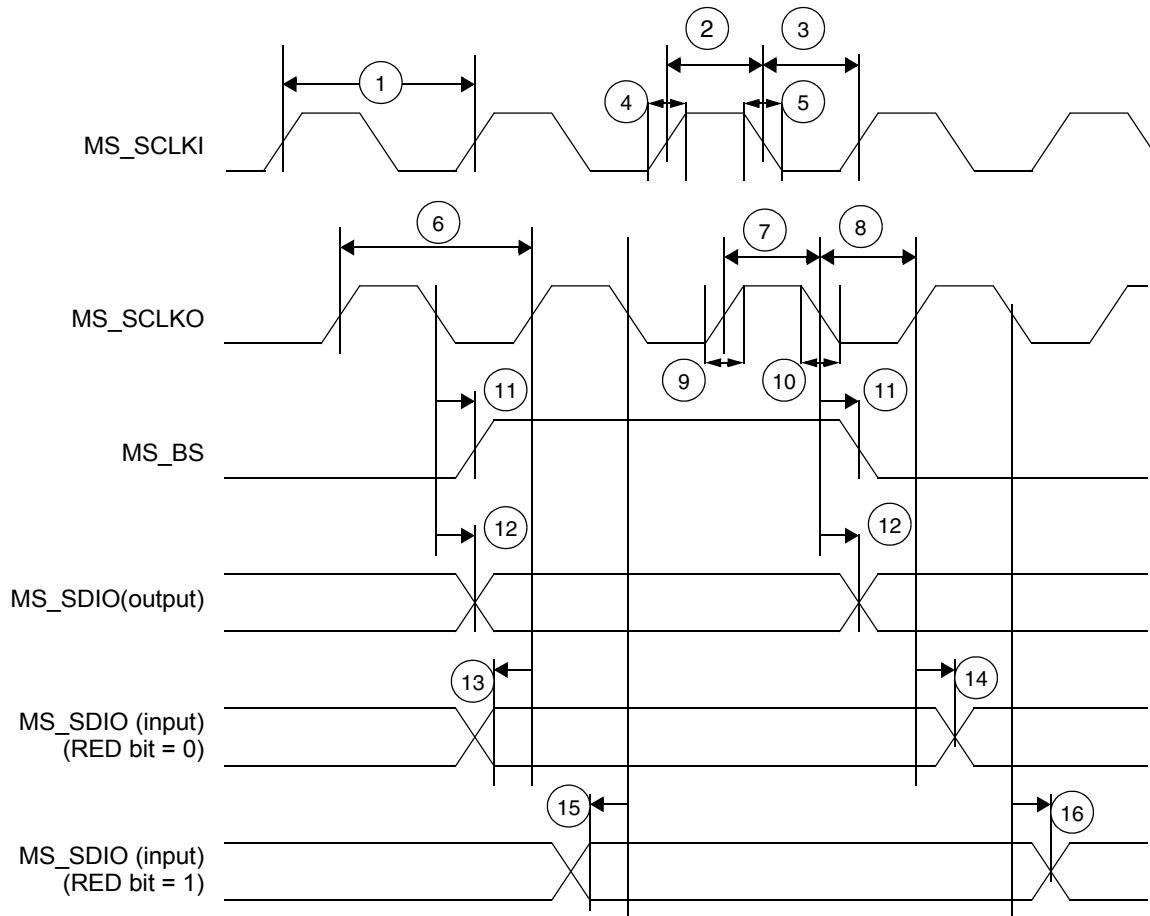 2
3
1
4
5
MS_SCLKI
6
7
8
MS_SCLKO
9
10
11
11
MS_BS
12
12
MS_SDIO(output)
13
14
MS_SDIO (input)
(RED bit = 0)
15
16
MS_SDIO (input)
(RED bit = 1)